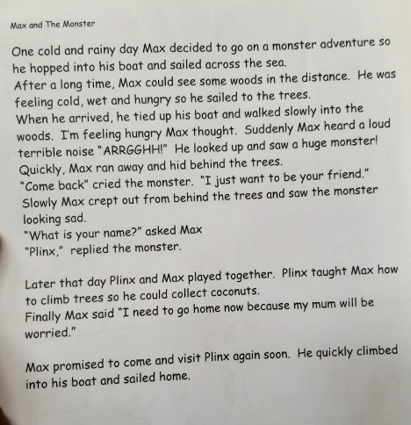 Max and The Monster
One cold and rainy day Max decided to go on a monster adventure so
he hopped into his boat and sailed across the sea.
After a long time, Max could see some woods in the distance. He was
feeling cold, wet and hungry so he sailed to the trees.
When he arrived, he tied up his boat and walked slowly into the
woods. I'm feeling hungry Max thought. Suddenly Max heard a loud
terrible noise "ARRGGHH!" He looked up and saw a huge monster!
Quickly, Max ran away and hid behind the trees.
"Come back" cried the monster. "I just want to be your friend."
Slowly Max crept out from behind the trees and saw the monster
looking sad.
"What is your name?" asked Max
"Plinx," replied the monster.
Later that day Plinx and Max played together. Plinx taught Max how
to climb trees so he could collect coconuts.
Finally Max said "I need to go home now because my mum will be
worried."
Max promised to come and visit Plinx again soon. He quickly climbed
into his boat and sailed home.